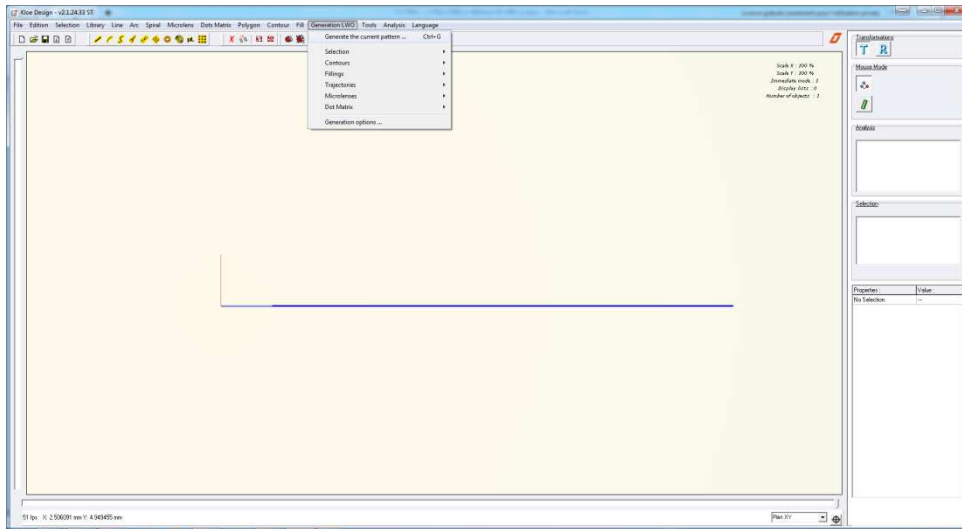 Kloe Design - v2.1.24.33 ST
File Edition Selection Library Line Arc Spiral Microlens Dots Matrix Polygon Contour Fill Generation LWO Tools Analysis Language
Generate the current pattern ... Ctrl+G
Selection
Contours
Fillings
Trajectories
Microlenses
Dot Matrix
Generation options ...
Scale X : 100 %
Scale Y : 100 %
Immediate mode : 1
Display lists : 0
Number of objects : 1
Transformations
T R
Mouse Mode
Analysis
Selection
Properties : Value :
No Selection --
51 fps X: 2.506091 mm Y: 4.949495 mm
Plan XY